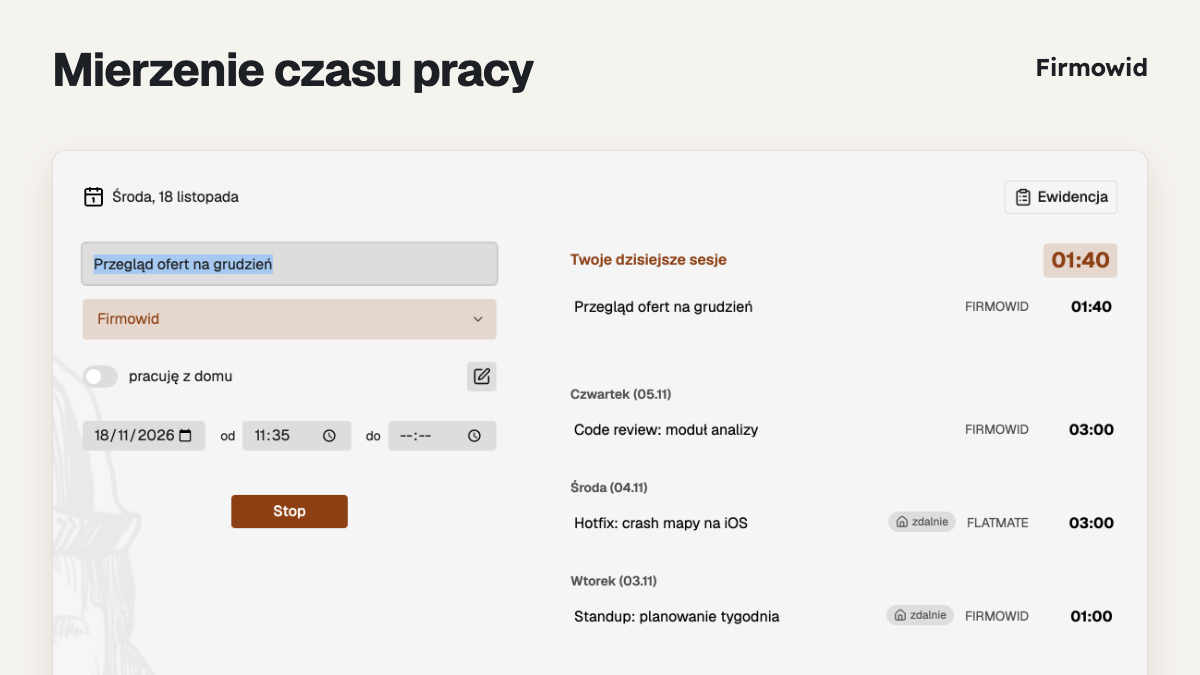 Mierzenie czasu pracy
Firmowid
Środa, 18 listopada
Ewidencja
Przegląd ofert na grudzień
Firmowid
pracuję z domu
18/11/2026 od 11:35 do --:--
Stop
Twoje dzisiejsze sesje 01:40
Przegląd ofert na grudzień FIRMOWID 01:40
Czwartek (05.11)
Code review: moduł analizy FIRMOWID 03:00
Środa (04.11)
Hotfix: crash mapy na iOS zdalnie FLATMATE 03:00
Wtorek (03.11)
Standup: planowanie tygodnia zdalnie FIRMOWID 01:00